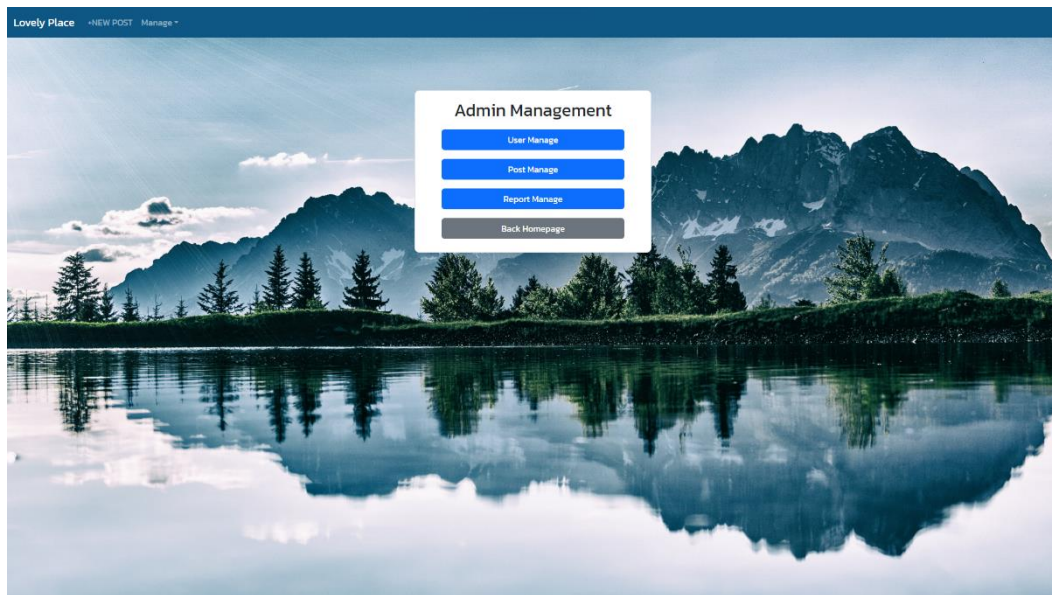 Lovely Place +NEW POST Manage
Admin Management
User Manage
Post Manage
Report Manage
Back Homepage